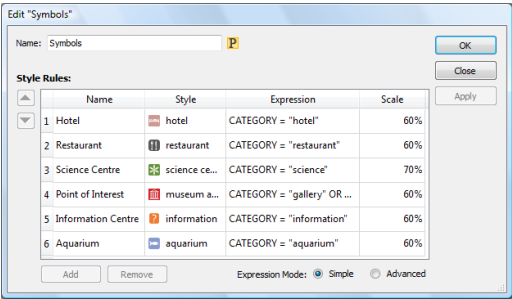 Edit "Symbols"
Name: Symbols P OK
Close
Style Rules:
Apply
Name Style Expression Scale
1 Hotel hotel CATEGORY = "hotel" 60%
2 Restaurant restaurant CATEGORY = "restaurant" 60%
3 Science Centre science ce... CATEGORY = "science" 70%
4 Point of Interest museum a... CATEGORY = "gallery" OR ... 60%
5 Information Centre ? information CATEGORY = "information" 60%
6 Aquarium aquarium CATEGORY = "aquarium" 60%
Add Remove Expression Mode: Simple Advanced